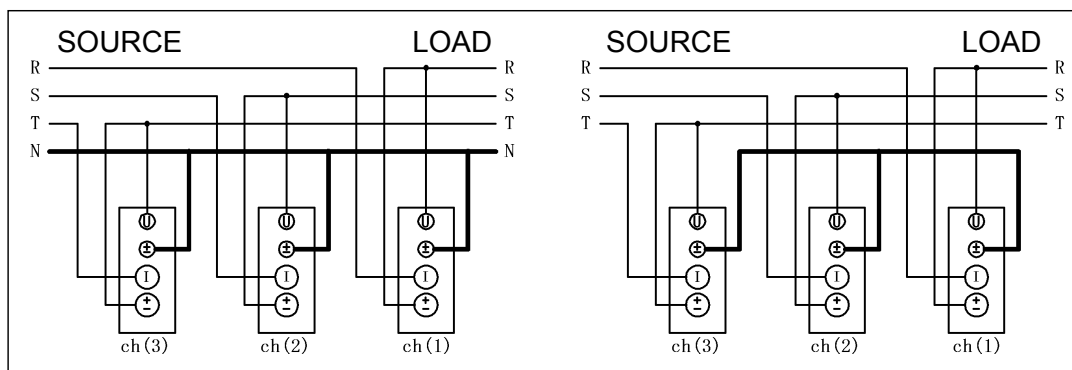 SOURCE LOAD SOURCE LOAD
R R R R
S S S S
T T T T
N N
U U U U U U
± ± ± ± ± ±
I I I I I I
± ± ± ± ± ±
ch(3) ch(2) ch(1) ch(3) ch(2) ch(1)